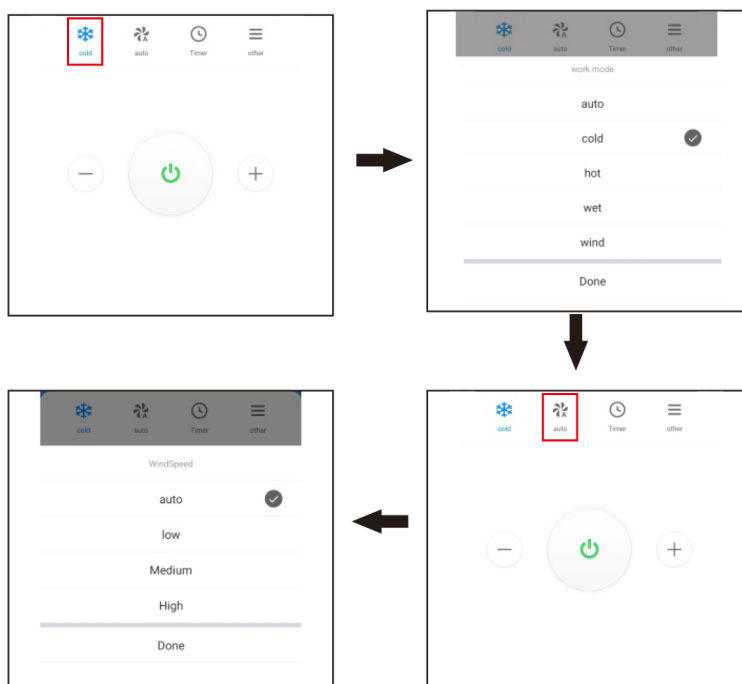 cold auto Timer other
cold auto Timer other
work mode
auto
cold
hot
wet
wind
Done
cold auto Timer other
WindSpeed
auto
low
Medium
High
Done
cold auto Timer other